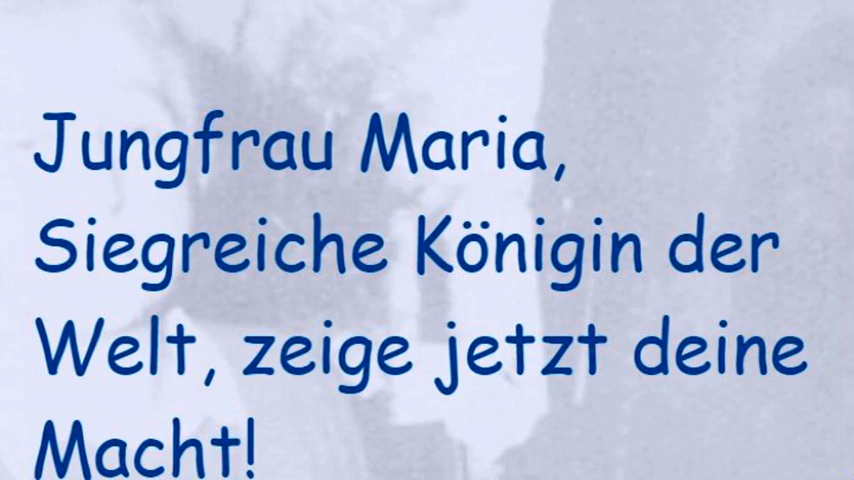 Jungfrau Maria,
Siegreiche Königin der
Welt, zeige jetzt deine
Macht!